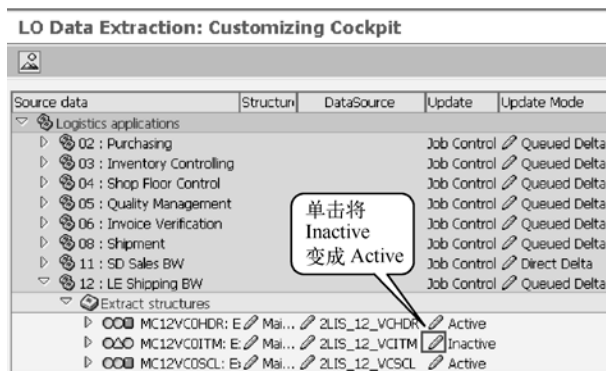 LO Data Extraction: Customizing Cockpit
Source data Structur DataSource Update Update Mode
Logistics applications
02 : Purchasing Job Control Queued Delta
03 : Inventory Controlling Job Control Queued Delta
04 : Shop Floor Control Job Control Queued Delta
05 : Quality Management Job Control Queued Delta
06 : Invoice Verification Job Control Queued Delta
08 : Shipment Job Control Queued Delta
11 : SD Sales BW Job Control Direct Delta
12 : LE Shipping BW Job Control Queued Delta
单击将
Inactive
变成 Active
Extract structures
MC12VC0HDR: E Mai... 2LIS_12_VCHDR Active
MC12VC0ITM: E Mai... 2LIS_12_VCITM Inactive
MC12VC0SCL: E Mai... 2LIS_12_VCSCL Active